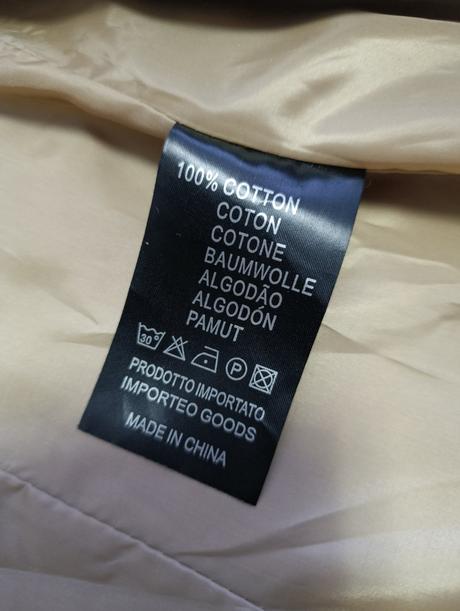 100% COTTON
COTON
COTONE
BAUMWOLLE
ALGODÃO
ALGODÓN
PAMUT
30° P
PRODOTTO IMPORTATO
IMPORTEO GOODS
MADE IN CHINA